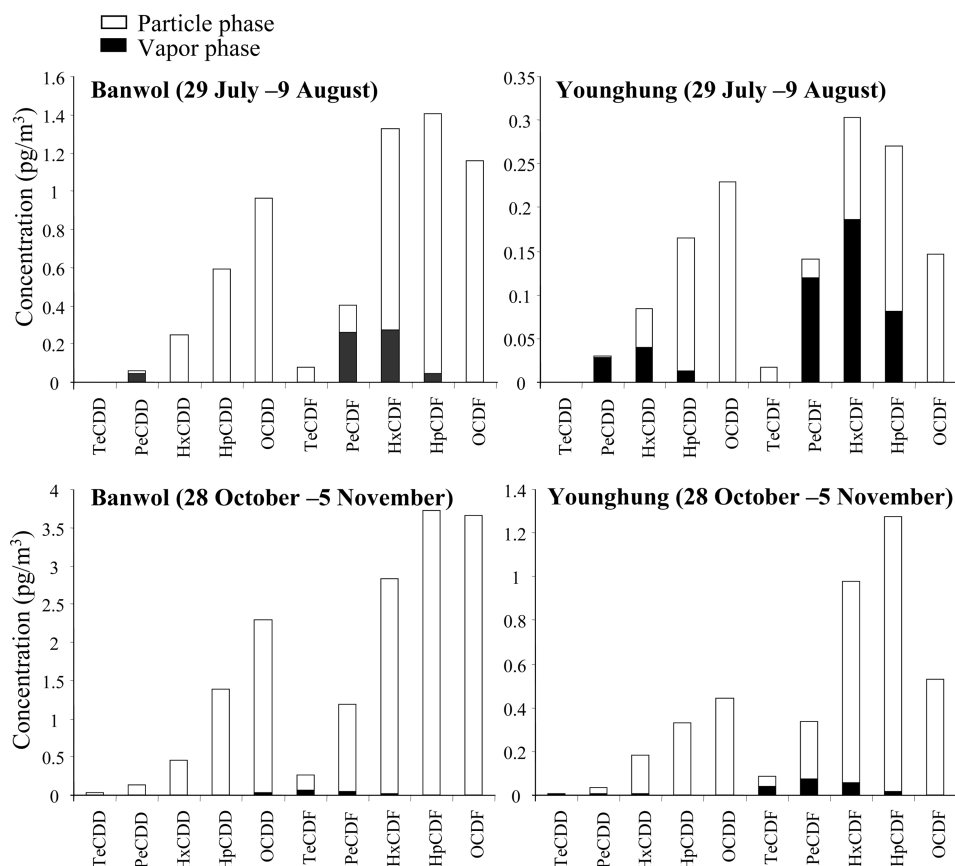 Particle phase
Vapor phase
Banwol (29 July –9 August)
Concentration (pg/m³)
1.6
1.4
1.2
1
0.8
0.6
0.4
0.2
0
TeCDD
PeCDD
HxCDD
HpCDD
OCDD
TeCDF
PeCDF
HxCDF
HpCDF
OCDF
Younghung (29 July –9 August)
0.35
0.3
0.25
0.2
0.15
0.1
0.05
0
TeCDD
PeCDD
HxCDD
HpCDD
OCDD
TeCDF
PeCDF
HxCDF
HpCDF
OCDF
Banwol (28 October –5 November)
Concentration (pg/m³)
4
3.5
3
2.5
2
1.5
1
0.5
0
TeCDD
PeCDD
HxCDD
HpCDD
OCDD
TeCDF
PeCDF
HxCDF
HpCDF
OCDF
Younghung (28 October –5 November)
1.4
1.2
1
0.8
0.6
0.4
0.2
0
TeCDD
PeCDD
HxCDD
HpCDD
OCDD
TeCDF
PeCDF
HxCDF
HpCDF
OCDF